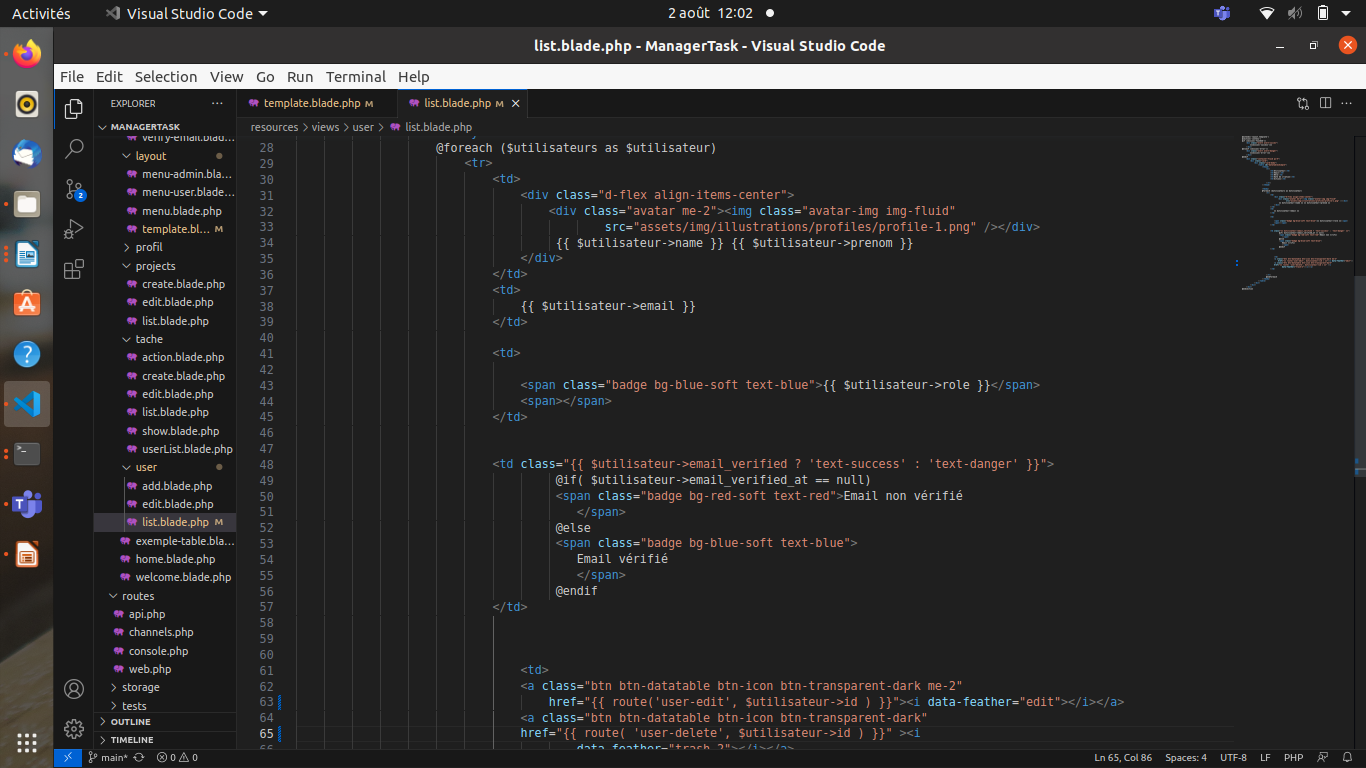 Activités
Visual Studio Code
2 août 12:02
list.blade.php - ManagerTask - Visual Studio Code
File Edit Selection View Go Run Terminal Help
EXPLORER
MANAGERTASK
verify-email.blad...
layout
menu-admin.bla...
menu-user.blade...
menu.blade.php
template.bl... M
profil
projects
create.blade.php
edit.blade.php
list.blade.php
tache
action.blade.php
create.blade.php
edit.blade.php
list.blade.php
show.blade.php
userList.blade.php
user
add.blade.php
edit.blade.php
list.blade.php M
exemple-table.bla...
home.blade.php
welcome.blade.php
routes
api.php
channels.php
console.php
web.php
storage
tests
OUTLINE
TIMELINE
2
template.blade.php M
list.blade.php M
resources > views > user > list.blade.php
28 @foreach ($utilisateurs as $utilisateur)
29 <tr>
30 <td>
31 <div class="d-flex align-items-center">
32 <div class="avatar me-2"><img class="avatar-img img-fluid"
33 src="assets/img/illustrations/profiles/profile-1.png" /></div>
34 {{ $utilisateur->name }} {{ $utilisateur->prenom }}
35 </div>
36 </td>
37 <td>
38 {{ $utilisateur->email }}
39 </td>
40
41 <td>
42
43 <span class="badge bg-blue-soft text-blue">{{ $utilisateur->role }}</span>
44 <span></span>
45 </td>
46
47
48 <td class="{{ $utilisateur->email_verified ? 'text-success' : 'text-danger' }}">
49 @if( $utilisateur->email_verified_at == null)
50 <span class="badge bg-red-soft text-red">Email non vérifié
51 </span>
52 @else
53 <span class="badge bg-blue-soft text-blue">
54 Email vérifié
55 </span>
56 @endif
57 </td>
58
59
60
61 <td>
62 <a class="btn btn-datatable btn-icon btn-transparent-dark me-2"
63 href="{{ route('user-edit', $utilisateur->id ) }}"><i data-feather="edit"></i></a>
64 <a class="btn btn-datatable btn-icon btn-transparent-dark"
65 href="{{ route( 'user-delete', $utilisateur->id ) }}" ><i
66 data-feather="trash-2"></i></a>
main* 0 0
Ln 65, Col 86 Spaces: 4 UTF-8 LF PHP